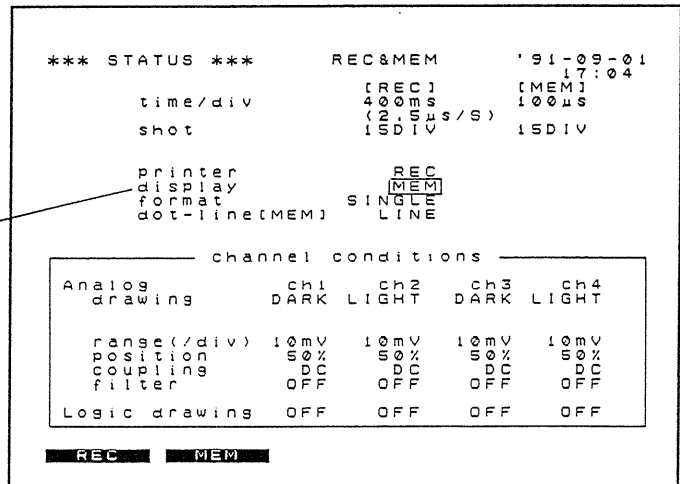 *** STATUS *** REC&MEM '91-09-01
17:04
[REC] [MEM]
time/div 400ms 100µs
(2.5µs/S)
shot 15DIV 15DIV
printer REC
display MEM
format SINGLE
dot-line[MEM] LINE
channel conditions
Analog ch1 ch2 ch3 ch4
drawing DARK LIGHT DARK LIGHT
range(/div) 10mV 10mV 10mV 10mV
position 50% 50% 50% 50%
coupling DC DC DC DC
filter OFF OFF OFF OFF
Logic drawing OFF OFF OFF OFF
REC MEM